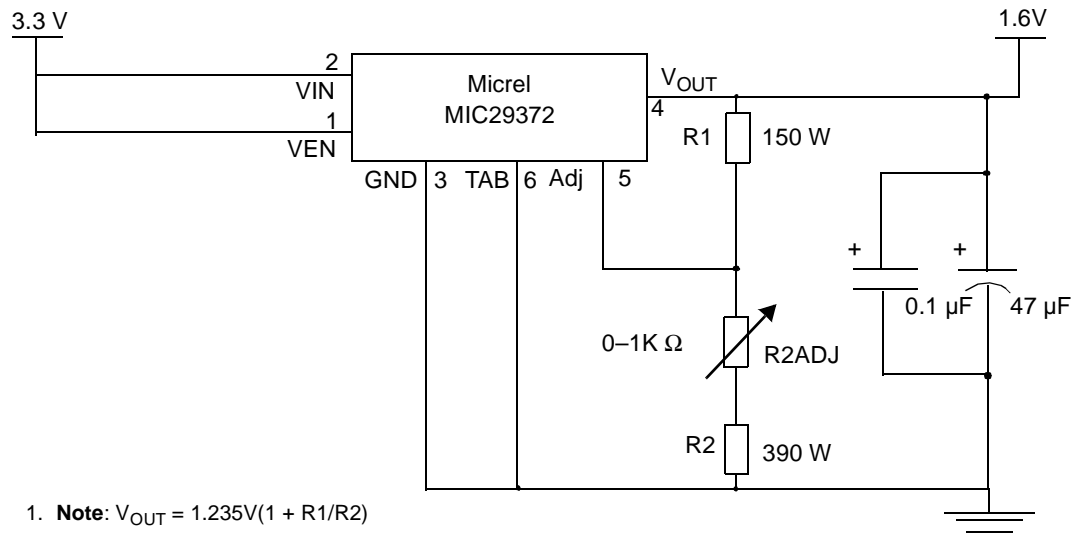 3.3 V
1.6V
2
VIN
1
VEN
Micrel
MIC29372
VOUT
4
R1
150 W
GND
3
TAB
6
Adj
5
+
+
0.1 µF
47 µF
0–1K Ω
R2ADJ
R2
390 W
1. Note: VOUT = 1.235V(1 + R1/R2)